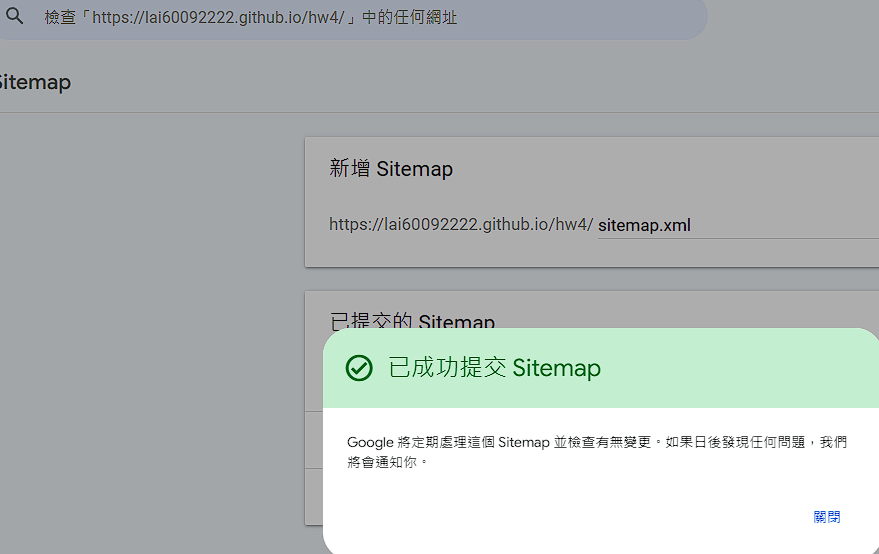 檢查「https://lai60092222.github.io/hw4/」中的任何網址
Sitemap
新增 Sitemap
https://lai60092222.github.io/hw4/ sitemap.xml
已提交的 Sitemap
已成功提交 Sitemap
Google 將定期處理這個 Sitemap 並檢查有無變更。如果日後發現任何問題，我們
將會通知你。
關閉